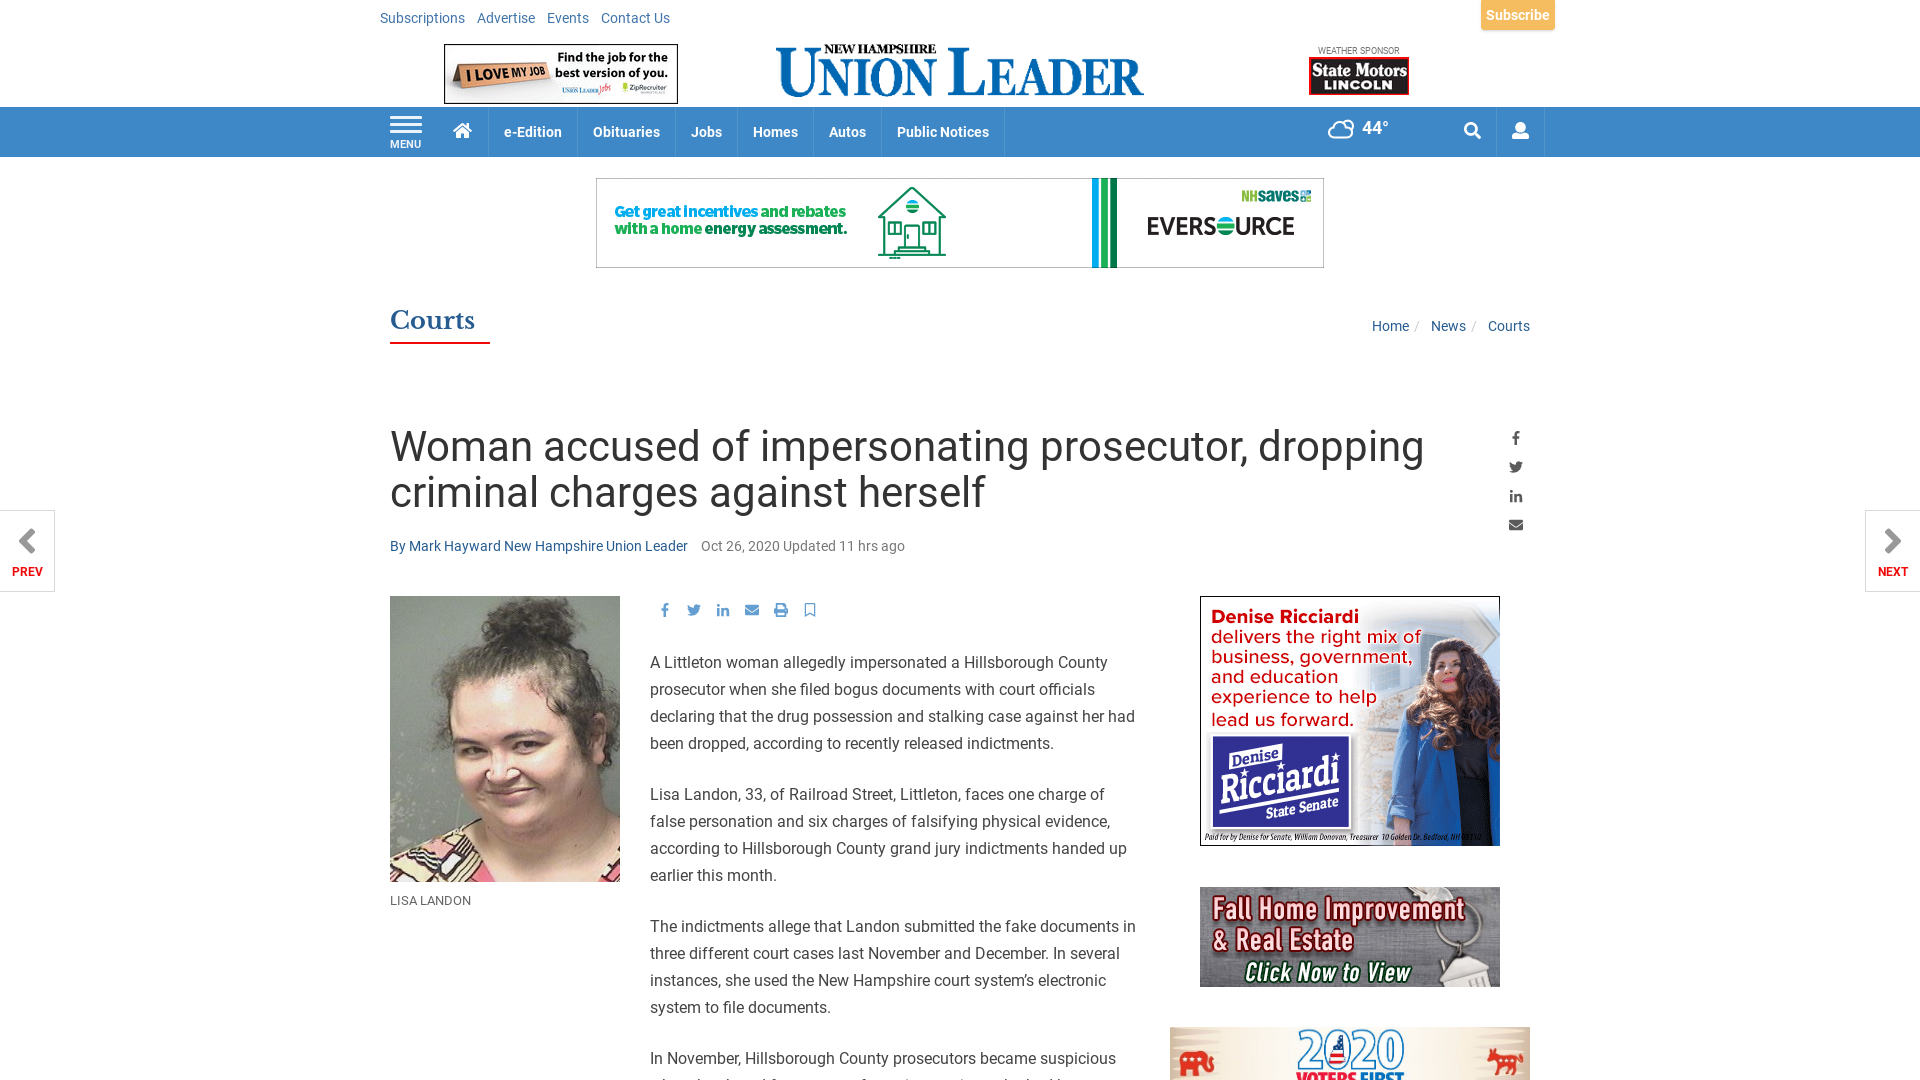 Subscriptions Advertise Events Contact Us
Subscribe
I LOVE MY JOB
Find the job for the
best version of you.
UNION LEADER Jobs ZipRecruiter
NEW HAMPSHIRE
UNION LEADER
WEATHER SPONSOR
State Motors
LINCOLN
MENU
e-Edition Obituaries Jobs Homes Autos Public Notices
44°
Get great incentives and rebates
with a home energy assessment.
NHsaves
EVERSOURCE
Courts
Home / News / Courts
Woman accused of impersonating prosecutor, dropping
criminal charges against herself
By Mark Hayward New Hampshire Union Leader Oct 26, 2020 Updated 11 hrs ago
PREV
NEXT
LISA LANDON
A Littleton woman allegedly impersonated a Hillsborough County
prosecutor when she filed bogus documents with court officials
declaring that the drug possession and stalking case against her had
been dropped, according to recently released indictments.
Lisa Landon, 33, of Railroad Street, Littleton, faces one charge of
false personation and six charges of falsifying physical evidence,
according to Hillsborough County grand jury indictments handed up
earlier this month.
The indictments allege that Landon submitted the fake documents in
three different court cases last November and December. In several
instances, she used the New Hampshire court system’s electronic
system to file documents.
In November, Hillsborough County prosecutors became suspicious
Denise Ricciardi
delivers the right mix of
business, government,
and education
experience to help
lead us forward.
Denise
Ricciardi
State Senate
Paid for by Denise for Senate, William Donovan, Treasurer 10 Golden Dr. Bedford, NH 03110
Fall Home Improvement
& Real Estate
Click Now to View
2020
VOTERS FIRST